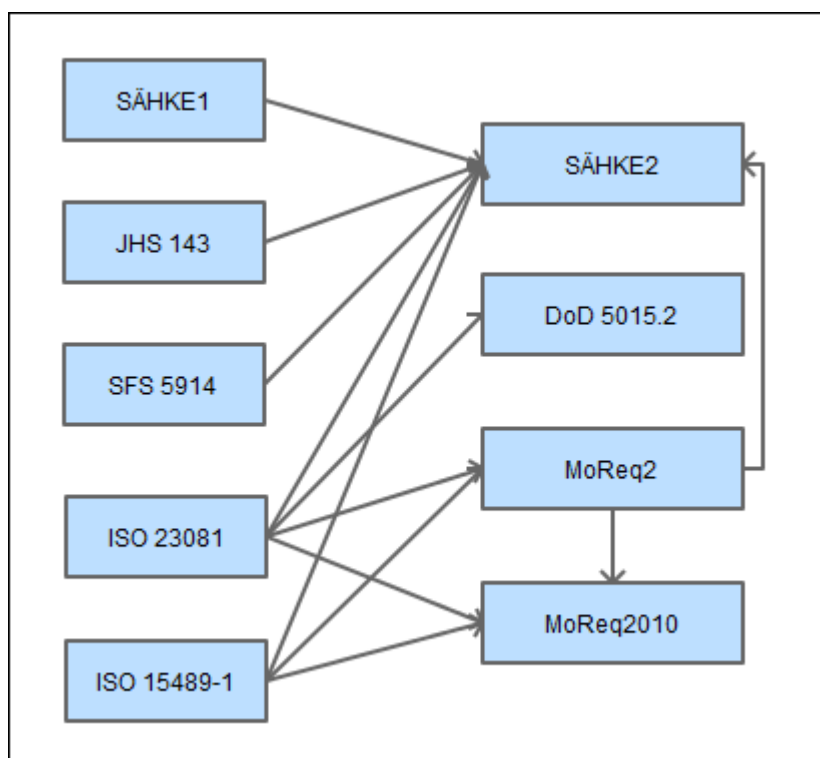 SÄHKE1
JHS 143
SFS 5914
ISO 23081
ISO 15489-1
SÄHKE2
DoD 5015.2
MoReq2
MoReq2010